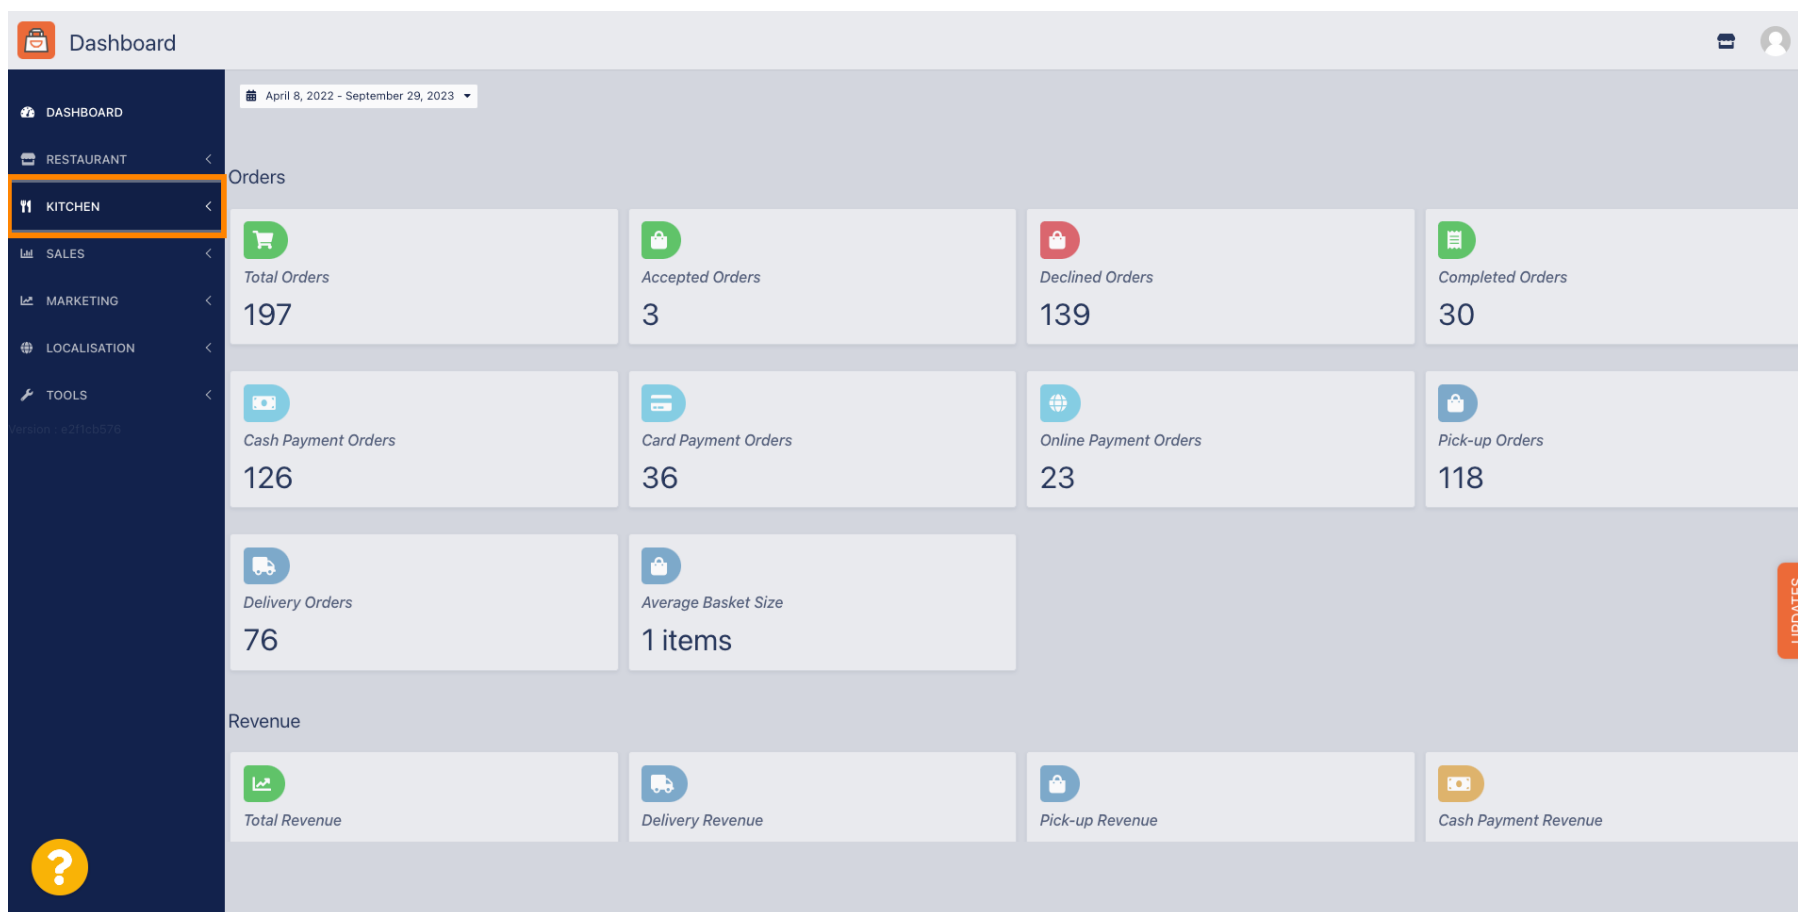 Dashboard
April 8, 2022 - September 29, 2023
DASHBOARD
RESTAURANT
KITCHEN
SALES
MARKETING
LOCALISATION
TOOLS
Version : e2f1cb576
Orders
Total Orders
197
Accepted Orders
3
Declined Orders
139
Completed Orders
30
Cash Payment Orders
126
Card Payment Orders
36
Online Payment Orders
23
Pick-up Orders
118
Delivery Orders
76
Average Basket Size
1 items
UPDATES
Revenue
Total Revenue
Delivery Revenue
Pick-up Revenue
Cash Payment Revenue
?